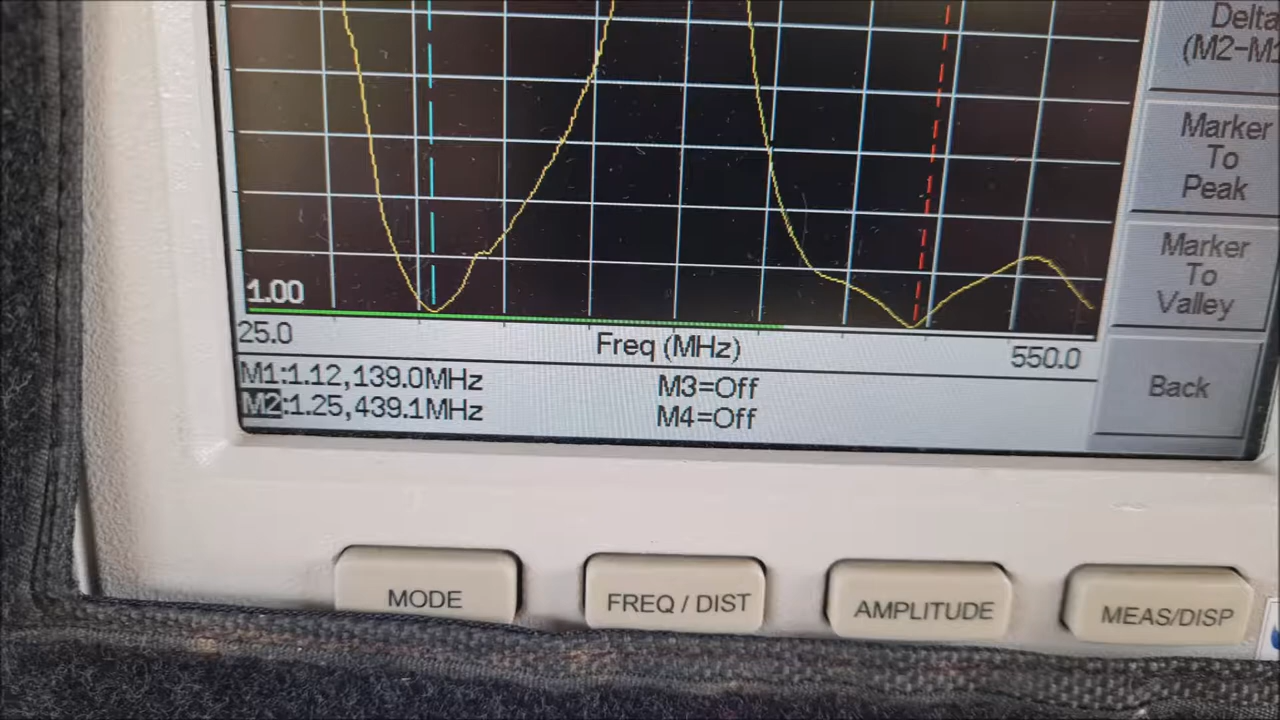 Delta
Marker
To
Peak
Marker
To
Valley
1.00
25.0
Freq (MHz)
550.0
M1:1.12,139.0MHz
M3=Off
M2:1.25,439.1MHz
M4=Off
Back
MODE
FREQ / DIST
AMPLITUDE
MEAS/DISP